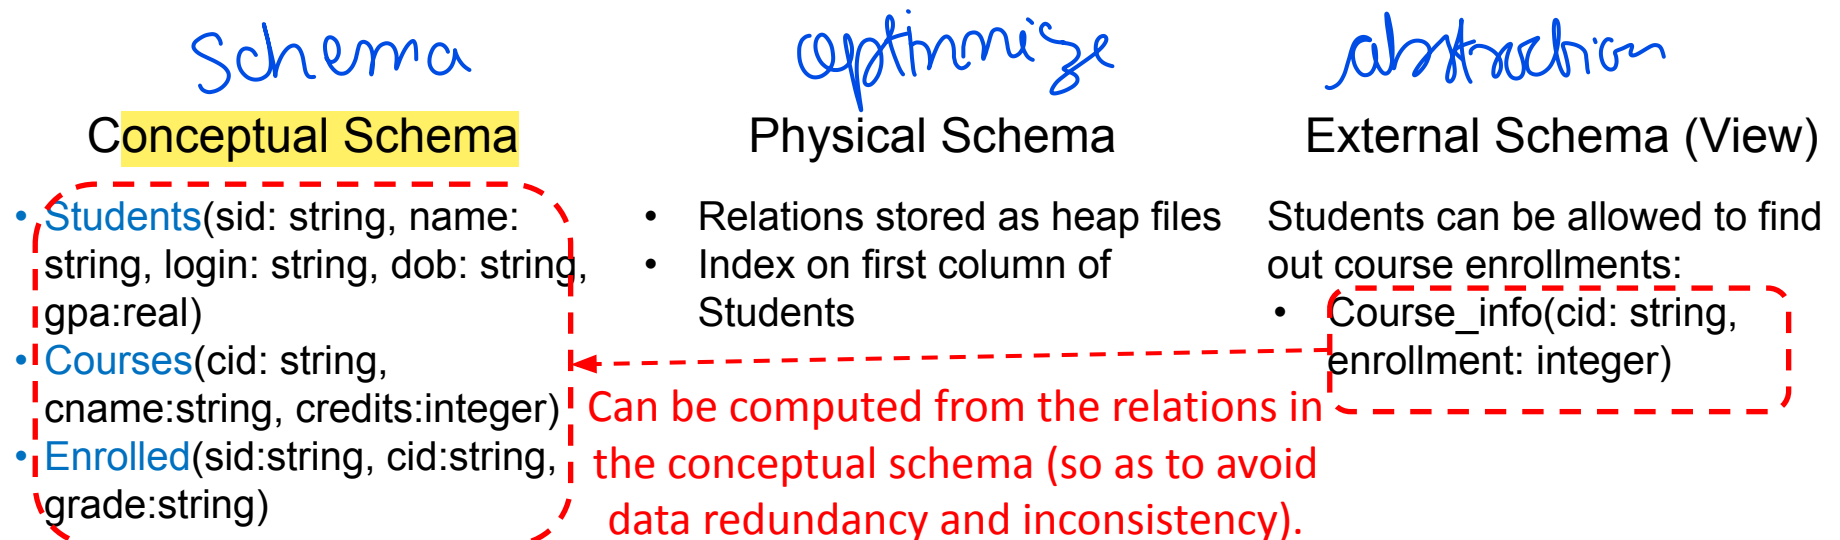 Schema
optimize
abstraction
Conceptual Schema
• Students(sid: string, name:
string, login: string, dob: string,
gpa:real)
• Courses(cid: string,
cname:string, credits:integer)
• Enrolled(sid:string, cid:string,
grade:string)
Physical Schema
• Relations stored as heap files
• Index on first column of
Students
External Schema (View)
Students can be allowed to find
out course enrollments:
• Course_info(cid: string,
enrollment: integer)
Can be computed from the relations in
the conceptual schema (so as to avoid
data redundancy and inconsistency).